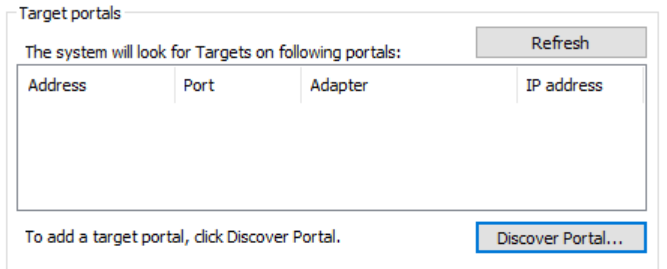 Target portals
The system will look for Targets on following portals:
Refresh
Address Port Adapter IP address
To add a target portal, click Discover Portal.
Discover Portal...